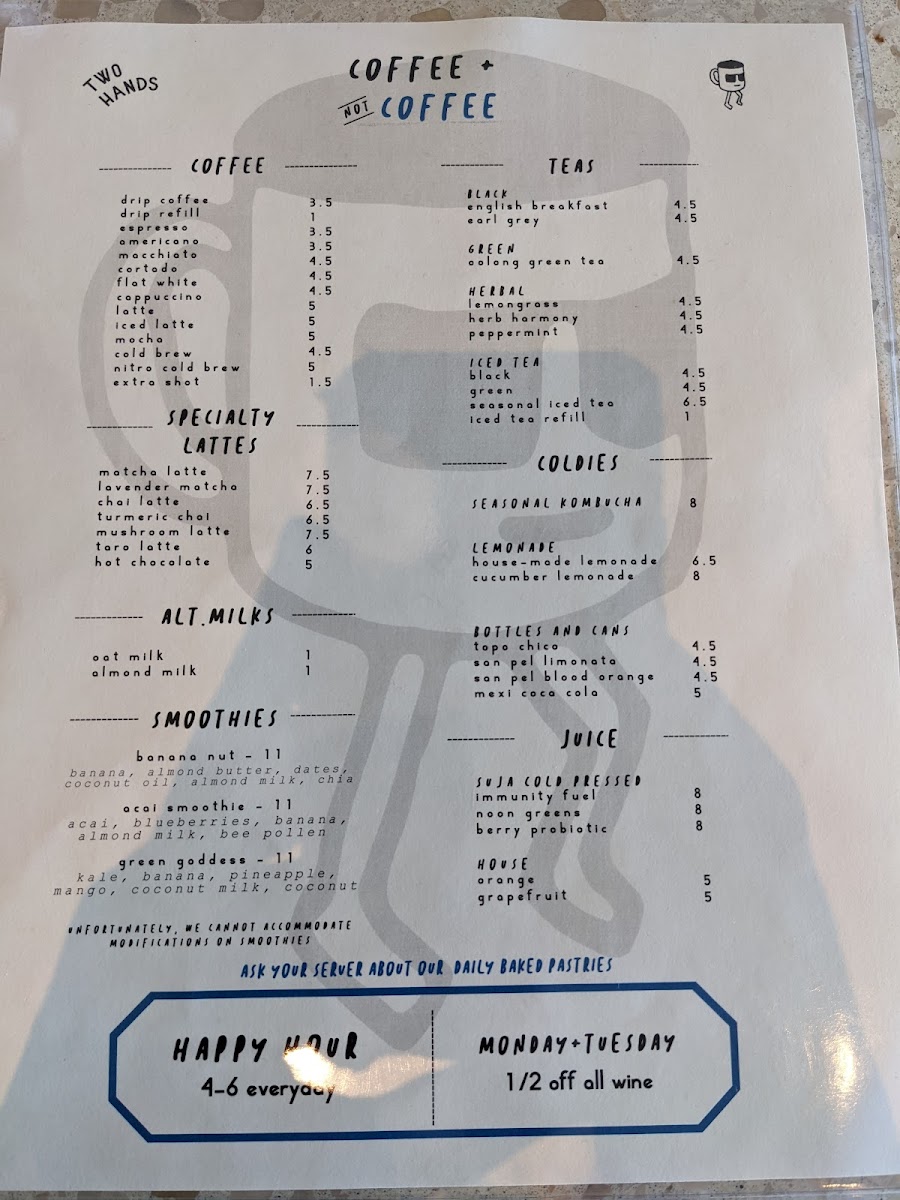 TWO HANDS
COFFEE +
NOT COFFEE
COFFEE
drip coffee
drip refill
espresso
americano
macchiato
cortado
flat white
cappuccino
latte
iced latte
mocha
cold brew
nitro cold brew
extra shot
3.5
1
3.5
3.5
4.5
4.5
4.5
5
5
5
4.5
5
1.5
SPECIALTY
LATTES
matcha latte 7.5
lavender matcha 7.5
chai latte 6.5
turmeric chai 6.5
mushroom latte 7.5
taro latte 6
hot chocolate 5
ALT.MILKS
oat milk 1
almond milk 1
SMOOTHIES
banana nut - 11
banana, almond butter, dates,
coconut oil, almond milk, chia
acai smoothie - 11
acai, blueberries, banana,
almond milk, bee pollen
green goddess - 11
kale, banana, pineapple,
mango, coconut milk, coconut
UNFORTUNATELY, WE CANNOT ACCOMMODATE
MODIFICATIONS ON SMOOTHIES
TEAS
BLACK
english breakfast 4.5
earl grey 4.5
GREEN
oolong green tea 4.5
HERBAL
lemongrass 4.5
herb harmony 4.5
peppermint 4.5
ICED TEA
black 4.5
green 4.5
seasonal iced tea 6.5
iced tea refill 1
COLDIES
SEASONAL KOMBUCHA 8
LEMONADE
house-made lemonade 6.5
cucumber lemonade 8
BOTTLES AND CANS
topo chico 4.5
san pel limonata 4.5
san pel blood orange 4.5
mexi coca cola 5
JUICE
SUJA COLD PRESSED
immunity fuel 8
noon greens 8
berry probiotic 8
HOUSE
orange 5
grapefruit 5
ASK YOUR SERVER ABOUT OUR DAILY BAKED PASTRIES
HAPPY HOUR
4-6 everyday
MONDAY+TUESDAY
1/2 off all wine